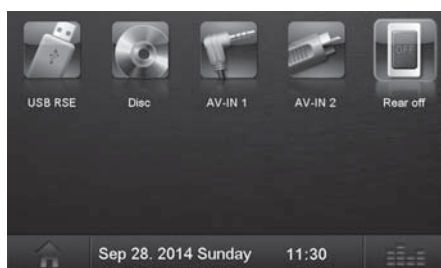 OFF
USB RSE Disc AV-IN 1 AV-IN 2 Rear off
Sep 28. 2014 Sunday 11:30